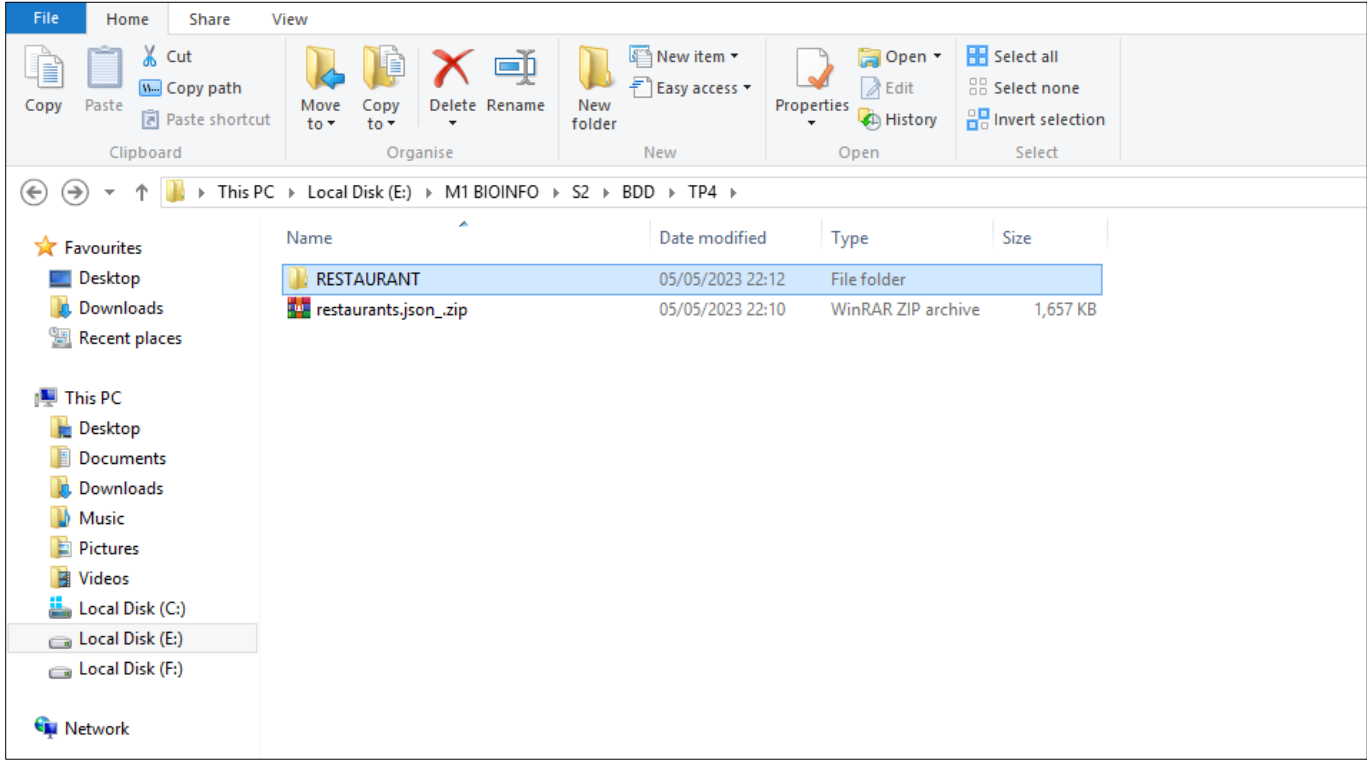 File Home Share View
Copy Paste Cut Copy path Paste shortcut
Clipboard
Move to Copy to Delete Rename
Organise
New folder New item Easy access
New
Properties Open Edit History
Open
Select all Select none Invert selection
Select
This PC Local Disk (E:) M1 BIOINFO S2 BDD TP4
Name Date modified Type Size
RESTAURANT 05/05/2023 22:12 File folder
restaurants.json_.zip 05/05/2023 22:10 WinRAR ZIP archive 1,657 KB
Favourites
Desktop
Downloads
Recent places
This PC
Desktop
Documents
Downloads
Music
Pictures
Videos
Local Disk (C:)
Local Disk (E:)
Local Disk (F:)
Network